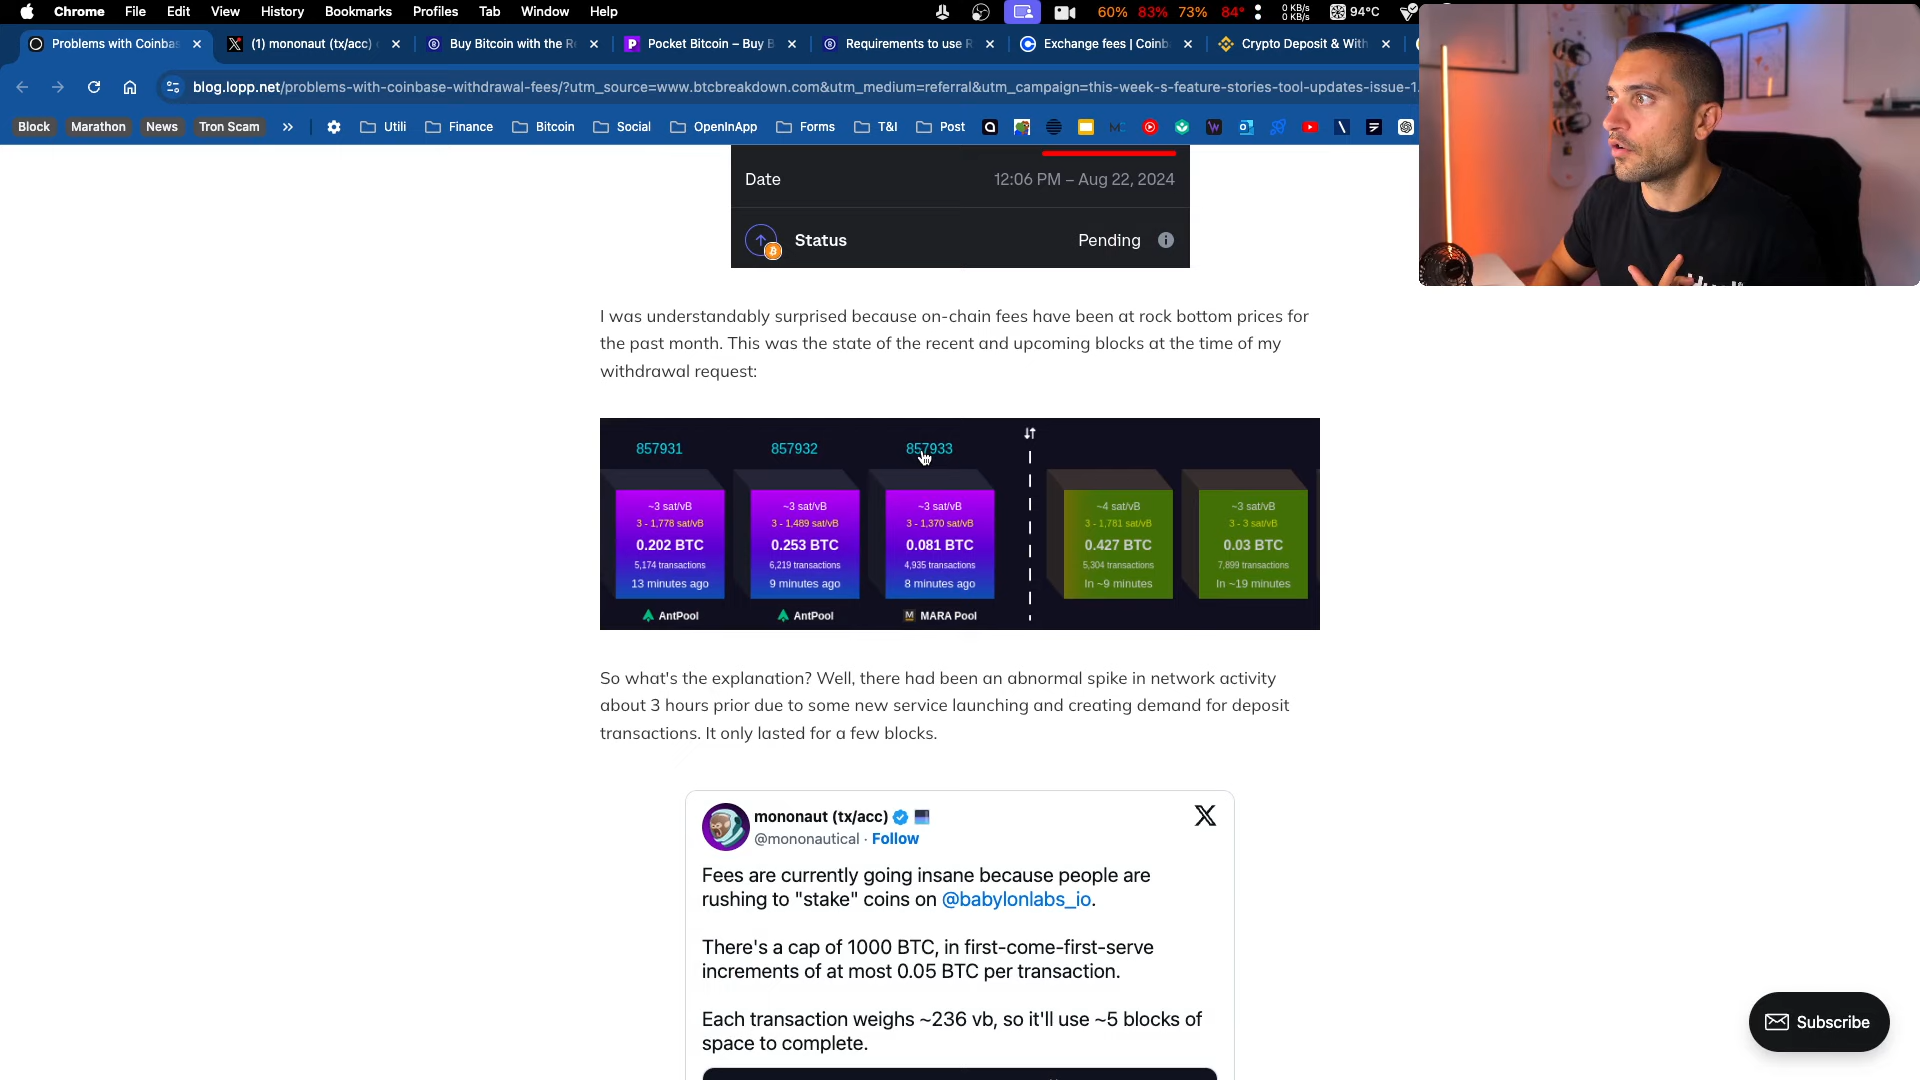 Chrome File Edit View History Bookmarks Profiles Tab Window Help 60% 83% 73% 84° 0 KB/s 0 KB/s 94°C
Problems with Coinba (1) mononaut (tx/acc) Buy Bitcoin with the R Pocket Bitcoin – Buy B Requirements to use R Exchange fees | Coinb Crypto Deposit & With
blog.lopp.net/problems-with-coinbase-withdrawal-fees/?utm_source=www.btcbreakdown.com&utm_medium=referral&utm_campaign=this-week-s-feature-stories-tool-updates-issue-1
Block Marathon News Tron Scam » Utili Finance Bitcoin Social OpenInApp Forms T&I Post
Date 12:06 PM – Aug 22, 2024
Status Pending
I was understandably surprised because on-chain fees have been at rock bottom prices for
the past month. This was the state of the recent and upcoming blocks at the time of my
withdrawal request:
857931 857932 857933
~3 sat/vB ~3 sat/vB ~3 sat/vB ~4 sat/vB ~3 sat/vB
3 - 1,778 sat/vB 3 - 1,489 sat/vB 3 - 1,370 sat/vB 3 - 1,781 sat/vB 3 - 3 sat/vB
0.202 BTC 0.253 BTC 0.081 BTC 0.427 BTC 0.03 BTC
5,174 transactions 6,219 transactions 4,935 transactions 5,304 transactions 7,899 transactions
13 minutes ago 9 minutes ago 8 minutes ago In ~9 minutes In ~19 minutes
AntPool AntPool MARA Pool
So what's the explanation? Well, there had been an abnormal spike in network activity
about 3 hours prior due to some new service launching and creating demand for deposit
transactions. It only lasted for a few blocks.
mononaut (tx/acc)
@mononautical · Follow
Fees are currently going insane because people are
rushing to "stake" coins on @babylonlabs_io.
There's a cap of 1000 BTC, in first-come-first-serve
increments of at most 0.05 BTC per transaction.
Each transaction weighs ~236 vb, so it'll use ~5 blocks of
space to complete.
Subscribe